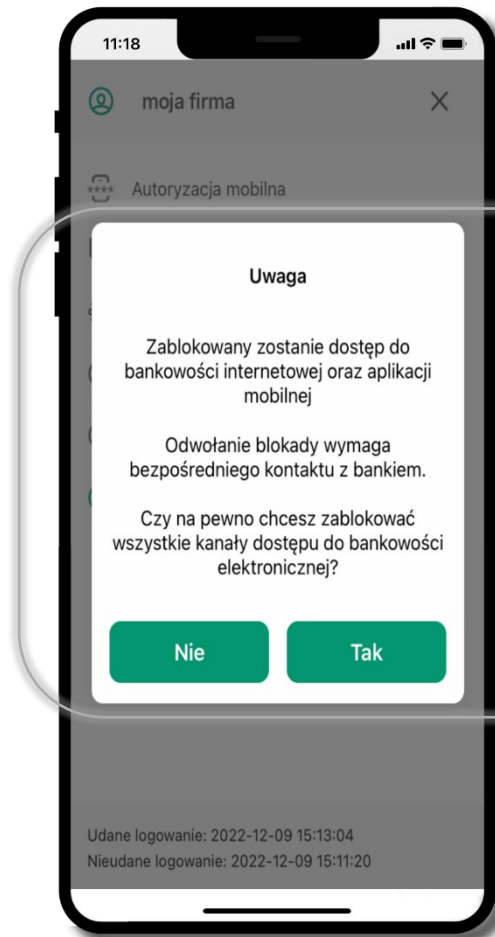 11:18
moja firma
****
Autoryzacja mobilna
Uwaga
Zablokowany zostanie dostęp do
bankowości internetowej oraz aplikacji
mobilnej
Odwołanie blokady wymaga
bezpośredniego kontaktu z bankiem.
Czy na pewno chcesz zablokować
wszystkie kanały dostępu do bankowości
elektronicznej?
Nie Tak
Udane logowanie: 2022-12-09 15:13:04
Nieudane logowanie: 2022-12-09 15:11:20